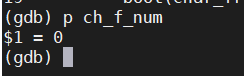 (gdb) p ch_f_num
$1 = 0
(gdb)